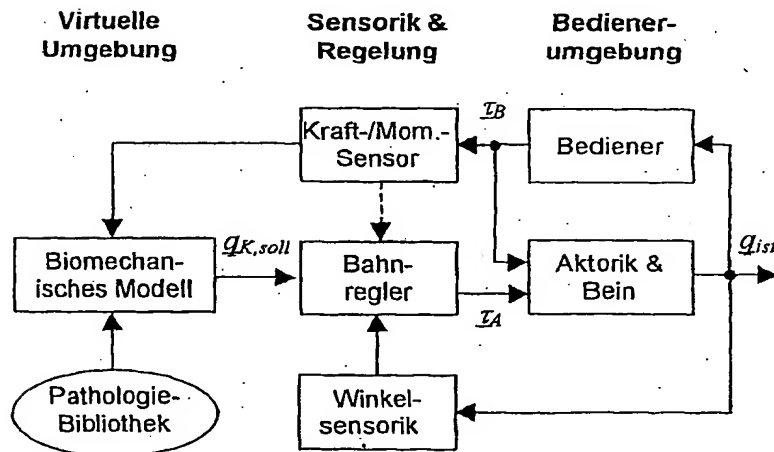 Virtuelle
Umgebung
Sensorik &
Regelung
Bediener-
umgebung
Kraft-/Mom.-
Sensor
τB
Bediener
Biomechan-
isches Modell
qK,soll
Bahn-
regler
τA
Aktorik &
Bein
qist
Pathologie-
Bibliothek
Winkel-
sensorik